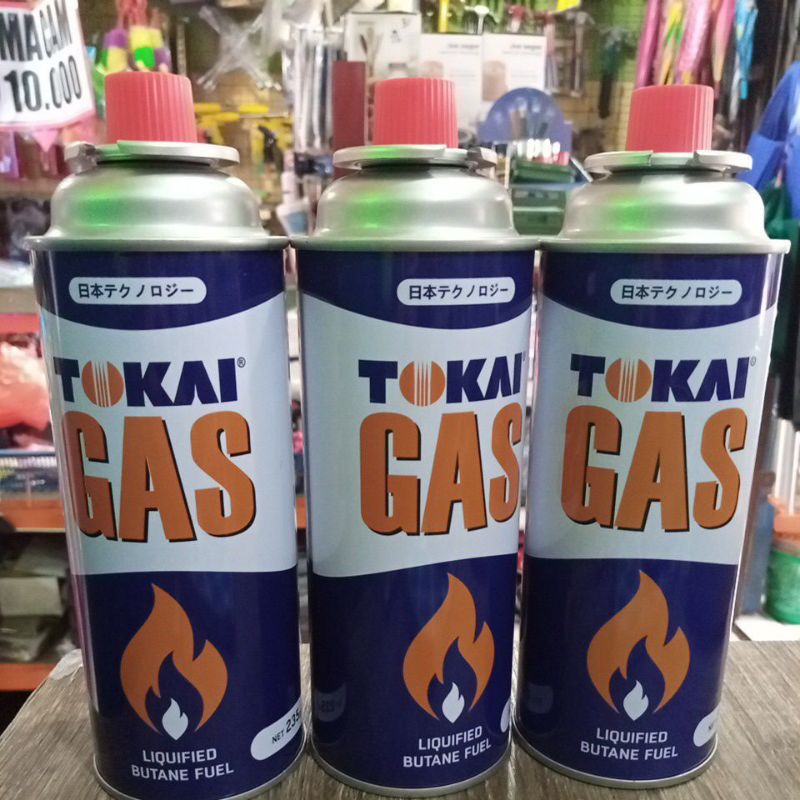 MACAM
10.000
日本テクノロジー
TOKAI®
GAS
LIQUIFIED
BUTANE FUEL
NET 235
日本テクノロジー
TOKAI
GAS
LIQUIFIED
BUTANE FUEL
日本テクノロジー
TOKAI
GAS
LIQUIFIED
BUTANE FUEL